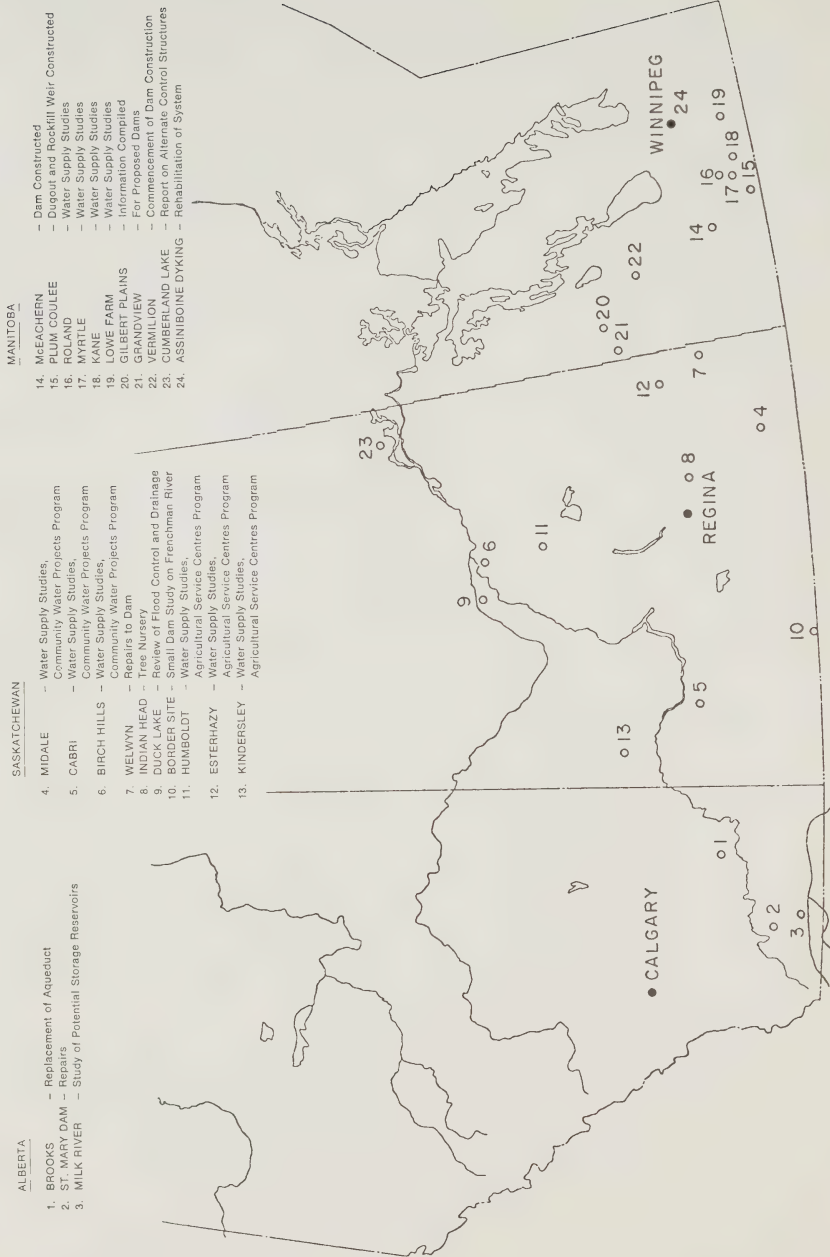 ALBERTA
1. BROOKS – Replacement of Aqueduct
2. ST. MARY DAM – Repairs
3. MILK RIVER – Study of Potential Storage Reservoirs
SASKATCHEWAN
4. MIDALE – Water Supply Studies,
Community Water Projects Program
5. CABRI – Water Supply Studies,
Community Water Projects Program
6. BIRCH HILLS – Water Supply Studies,
Community Water Projects Program
7. WELWYN – Repairs to Dam
8. INDIAN HEAD – Tree Nursery
9. DUCK LAKE – Review of Flood Control and Drainage
10. BORDER SITE – Small Dam Study on Frenchman River
11. HUMBOLDT – Water Supply Studies,
Agricultural Service Centres Program
12. ESTERHAZY – Water Supply Studies,
Agricultural Service Centres Program
13. KINDERSLEY – Water Supply Studies,
Agricultural Service Centres Program
MANITOBA
14. McEACHERN – Dam Constructed
15. PLUM COULEE – Dugout and Rockfill Weir Constructed
16. ROLAND – Water Supply Studies
17. MYRTLE – Water Supply Studies
18. KANE – Water Supply Studies
19. LOWE FARM – Water Supply Studies
20. GILBERT PLAINS – Information Compiled
21. GRANDVIEW – For Proposed Dams
22. VERMILION – Commencement of Dam Construction
23. CUMBERLAND LAKE – Report on Alternate Control Structures
24. ASSINIBOINE DYKING – Rehabilitation of System
23
9
6
11
20
21
22
12
13
CALGARY
WINNIPEG
24
7
8
REGINA
5
1
14
16
17
18
19
15
4
2
3
10